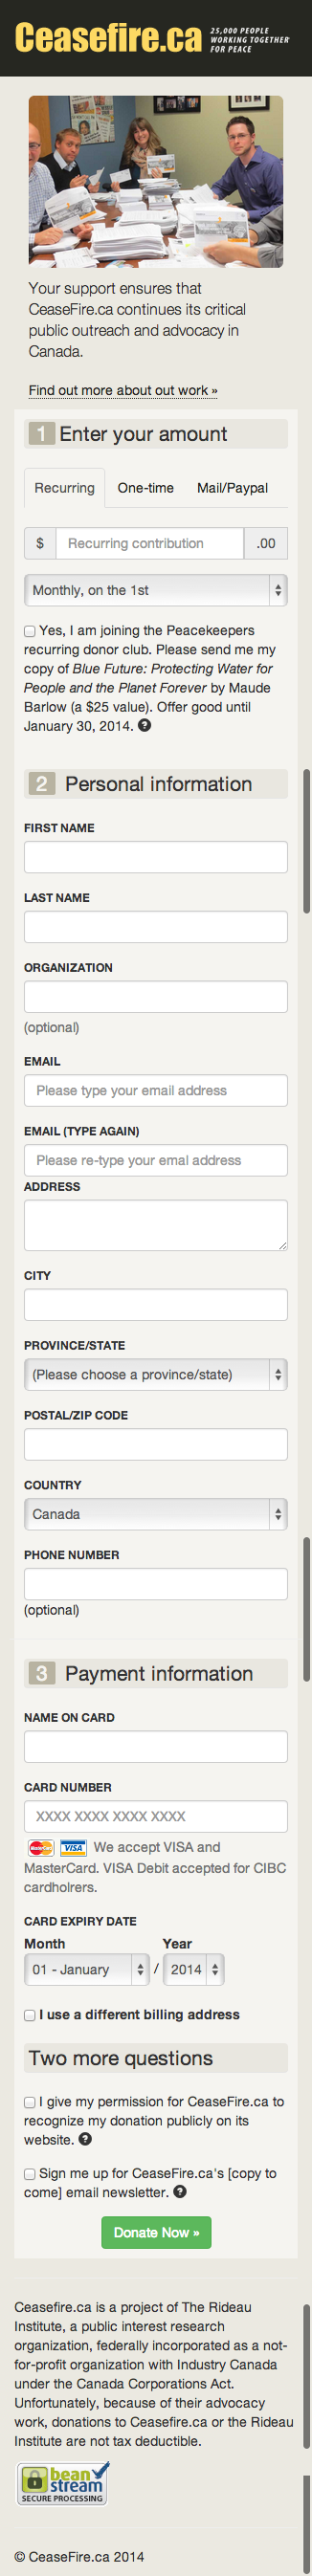 Ceasefire.ca
25,000 PEOPLE
WORKING TOGETHER
FOR PEACE
Your support ensures that
CeaseFire.ca continues its critical
public outreach and advocacy in
Canada.
Find out more about out work »
1 Enter your amount
Recurring One-time Mail/Paypal
$ Recurring contribution .00
Monthly, on the 1st
Yes, I am joining the Peacekeepers
recurring donor club. Please send me my
copy of Blue Future: Protecting Water for
People and the Planet Forever by Maude
Barlow (a $25 value). Offer good until
January 30, 2014. ?
2 Personal information
FIRST NAME
LAST NAME
ORGANIZATION
(optional)
EMAIL
Please type your email address
EMAIL (TYPE AGAIN)
Please re-type your emal address
ADDRESS
CITY
PROVINCE/STATE
(Please choose a province/state)
POSTAL/ZIP CODE
COUNTRY
Canada
PHONE NUMBER
(optional)
3 Payment information
NAME ON CARD
CARD NUMBER
XXXX XXXX XXXX XXXX
MasterCard VISA We accept VISA and
MasterCard. VISA Debit accepted for CIBC
cardholrers.
CARD EXPIRY DATE
Month Year
01 - January / 2014
I use a different billing address
Two more questions
I give my permission for CeaseFire.ca to
recognize my donation publicly on its
website. ?
Sign me up for CeaseFire.ca's [copy to
come] email newsletter. ?
Donate Now »
Ceasefire.ca is a project of The Rideau
Institute, a public interest research
organization, federally incorporated as a not-
for-profit organization with Industry Canada
under the Canada Corporations Act.
Unfortunately, because of their advocacy
work, donations to Ceasefire.ca or the Rideau
Institute are not tax deductible.
bean
stream
SECURE PROCESSING
© CeaseFire.ca 2014